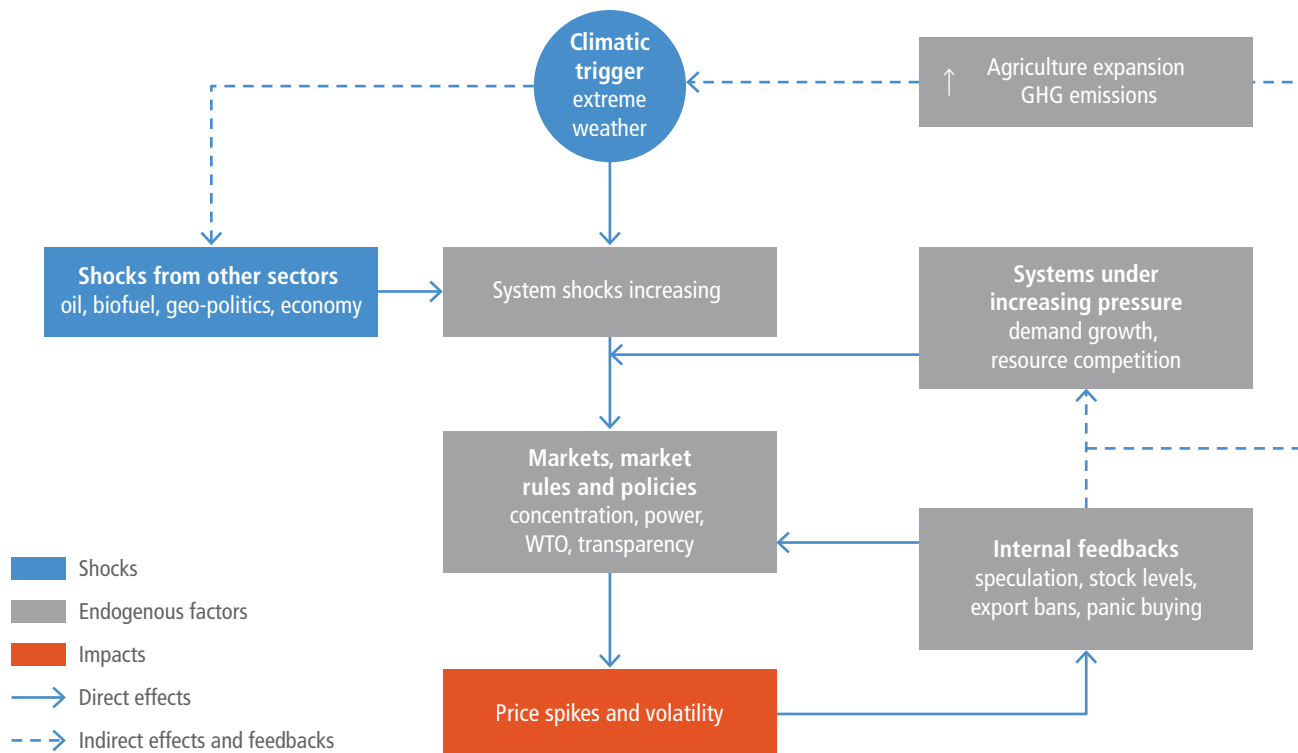 Climatic
trigger
extreme
weather
↑ Agriculture expansion
GHG emissions
Shocks from other sectors
oil, biofuel, geo-politics, economy
System shocks increasing
Systems under
increasing pressure
demand growth,
resource competition
Markets, market
rules and policies
concentration, power,
WTO, transparency
Internal feedbacks
speculation, stock levels,
export bans, panic buying
Price spikes and volatility
Shocks
Endogenous factors
Impacts
Direct effects
Indirect effects and feedbacks